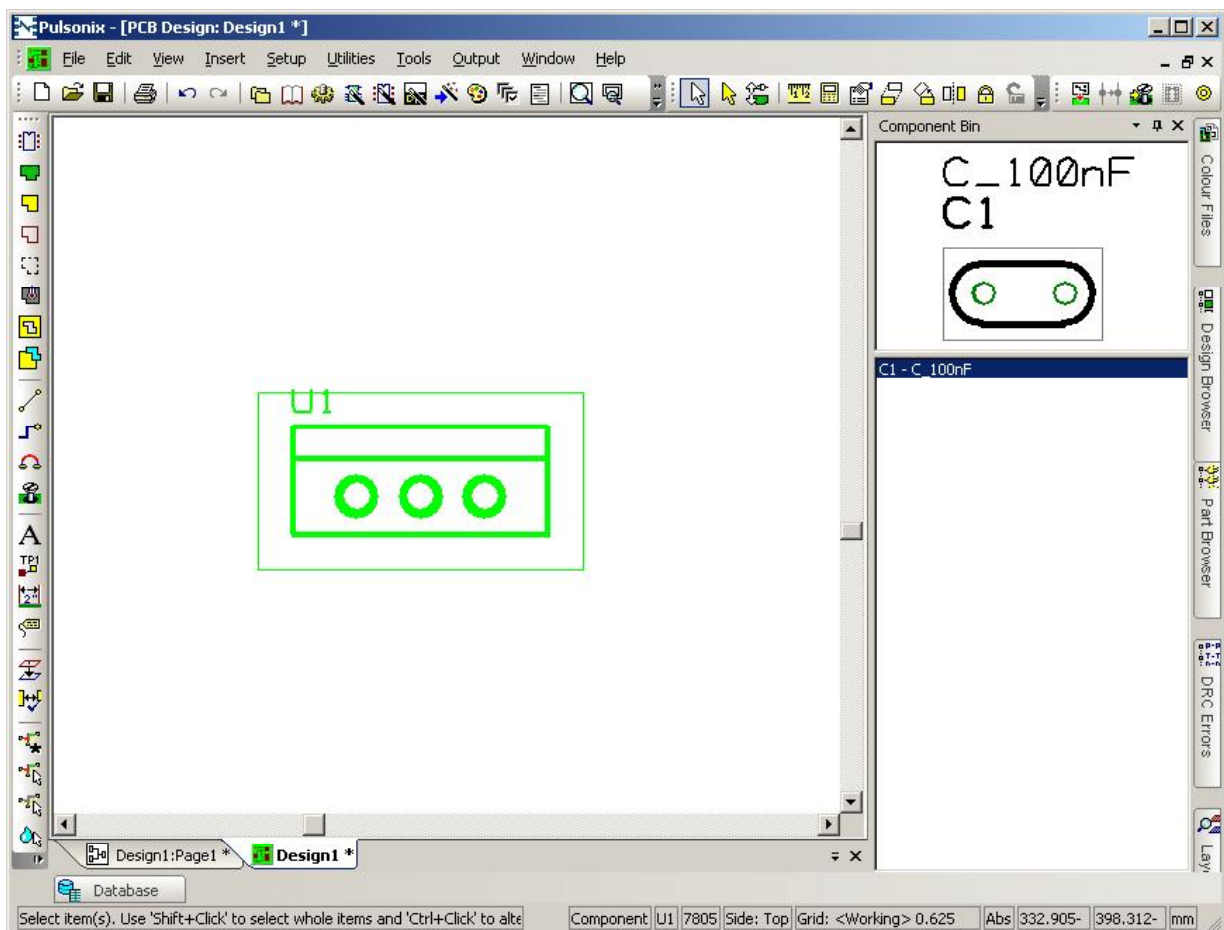 Pulsonix - [PCB Design: Design1 *]
File Edit View Insert Setup Utilities Tools Output Window Help
Component Bin
C_100nF
C1
C1 - C_100nF
U1
A
TP1
2"
Colour Files
Design Browser
Part Browser
DRC Errors
Lay
Design1:Page1 *
Design1 *
Database
Select item(s). Use 'Shift+Click' to select whole items and 'Ctrl+Click' to alte
Component U1 7805 Side: Top Grid: <Working> 0.625 Abs 332.905- 398.312- mm